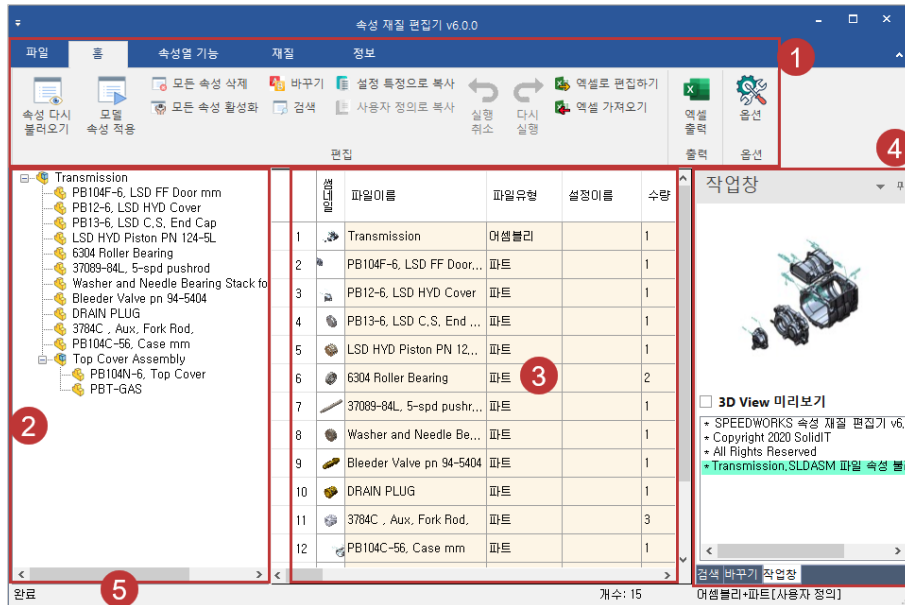 속성 재질 편집기 v6.0.0
파일 홈 속성열 기능 재질 정보
1
속성 다시 불러오기
모델 속성 적용
모든 속성 삭제
모든 속성 활성화
바꾸기
검색
설정 특정으로 복사
사용자 정의로 복사
실행 취소
다시 실행
엑셀로 편집하기
엑셀 가져오기
엑셀 출력
옵션
편집 출력 옵션
4
Transmission
PB104F-6, LSD FF Door mm
PB12-6, LSD HYD Cover
PB13-6, LSD C.S. End Cap
LSD HYD Piston PN 124-5L
6304 Roller Bearing
37089-84L, 5-spd pushrod
Washer and Needle Bearing Stack fo
Bleeder Valve pn 94-5404
DRAIN PLUG
3784C , Aux, Fork Rod,
PB104C-56, Case mm
Top Cover Assembly
PB104N-6, Top Cover
PBT-GAS
2
썸네일 파일이름 파일유형 설정이름 수량
1 Transmission 어셈블리 1
2 PB104F-6, LSD FF Door... 파트 1
3 PB12-6, LSD HYD Cover 파트 1
4 PB13-6, LSD C.S. End ... 파트 1
5 LSD HYD Piston PN 12... 파트 1
6 6304 Roller Bearing 파트 2
7 37089-84L, 5-spd pushr... 파트 1
8 Washer and Needle Be... 파트 1
9 Bleeder Valve pn 94-5404 파트 1
10 DRAIN PLUG 파트 1
11 3784C , Aux, Fork Rod, 파트 3
12 PB104C-56, Case mm 파트 1
3
작업창
3D View 미리보기
* SPEEDWORKS 속성 재질 편집기 v6.
* Copyright 2020 SolidIT
* All Rights Reserved
* Transmission.SLDASM 파일 속성
검색 바꾸기 작업창
5
완료 개수: 15 어셈블리+파트[사용자 정의]